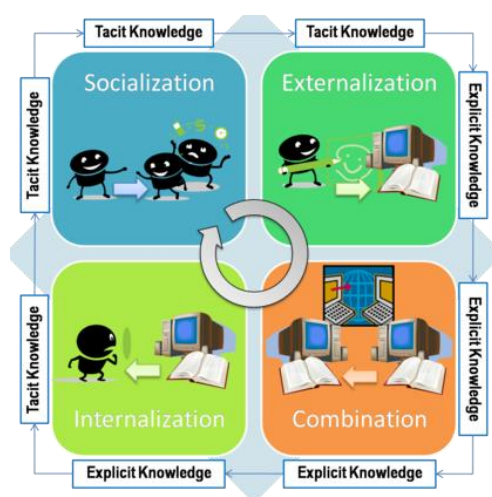 Tacit Knowledge
Tacit Knowledge
Socialization
Externalization
Tacit Knowledge
Explicit Knowledge
Tacit Knowledge
Explicit Knowledge
Internalization
Combination
Explicit Knowledge
Explicit Knowledge